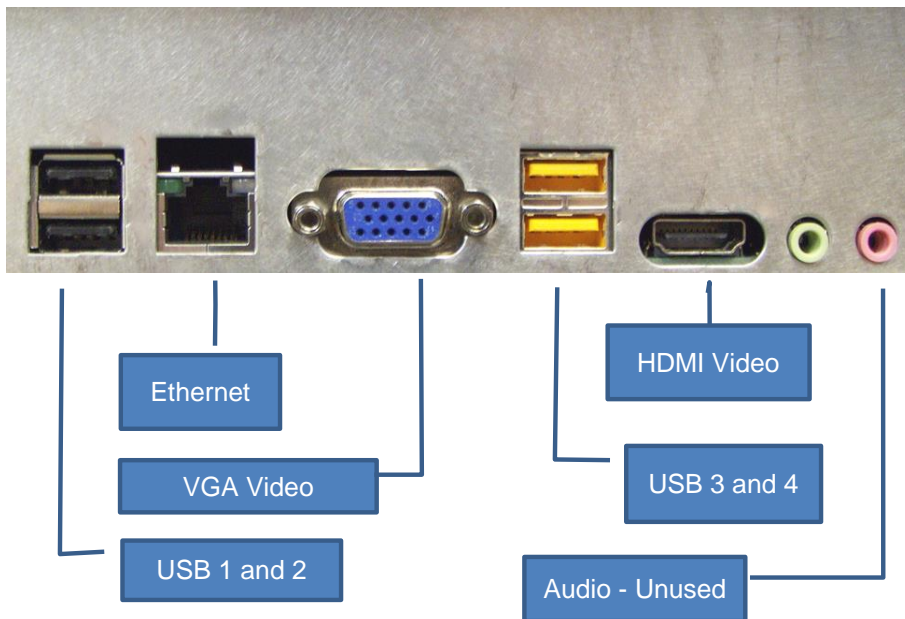 Ethernet
HDMI Video
VGA Video
USB 3 and 4
USB 1 and 2
Audio - Unused